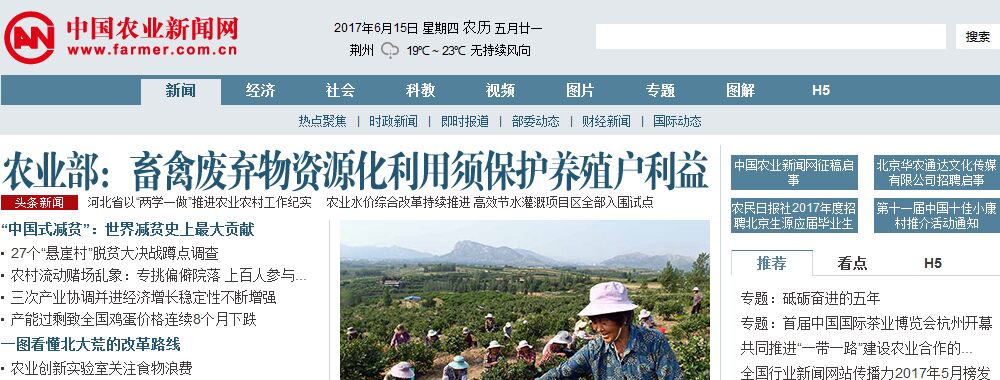 中国农业新闻网
www.farmer.com.cn
2017年6月15日 星期四 农历 五月廿一
荆州 19℃~23℃ 无持续风向
搜索
新闻 经济 社会 科教 视频 图片 专题 图解 H5
热点聚焦 | 时政新闻 | 即时报道 | 部委动态 | 财经新闻 | 国际动态
农业部：畜禽废弃物资源化利用须保护养殖户利益
头条新闻 河北省以“两学一做”推进农业农村工作纪实 农业水价综合改革持续推进 高效节水灌溉项目区全部入围试点
“中国式减贫”：世界减贫史上最大贡献
27个“悬崖村”脱贫大决战蹲点调查
农村流动赌场乱象：专挑偏僻院落 上百人参与...
三次产业协调并进经济增长稳定性不断增强
产能过剩致全国鸡蛋价格连续8个月下跌
一图看懂北大荒的改革路线
农业创新实验室关注食物浪费
中国农业新闻网征稿启
事
北京华农通达文化传媒
有限公司招聘启事
农民日报社2017年度招
聘北京生源应届毕业生
第十一届中国十佳小康
村推介活动通知
推荐 看点 H5
专题：砥砺奋进的五年
专题：首届中国国际茶业博览会杭州开幕
共同推进“一带一路”建设农业合作的...
全国行业新闻网站传播力2017年5月榜发